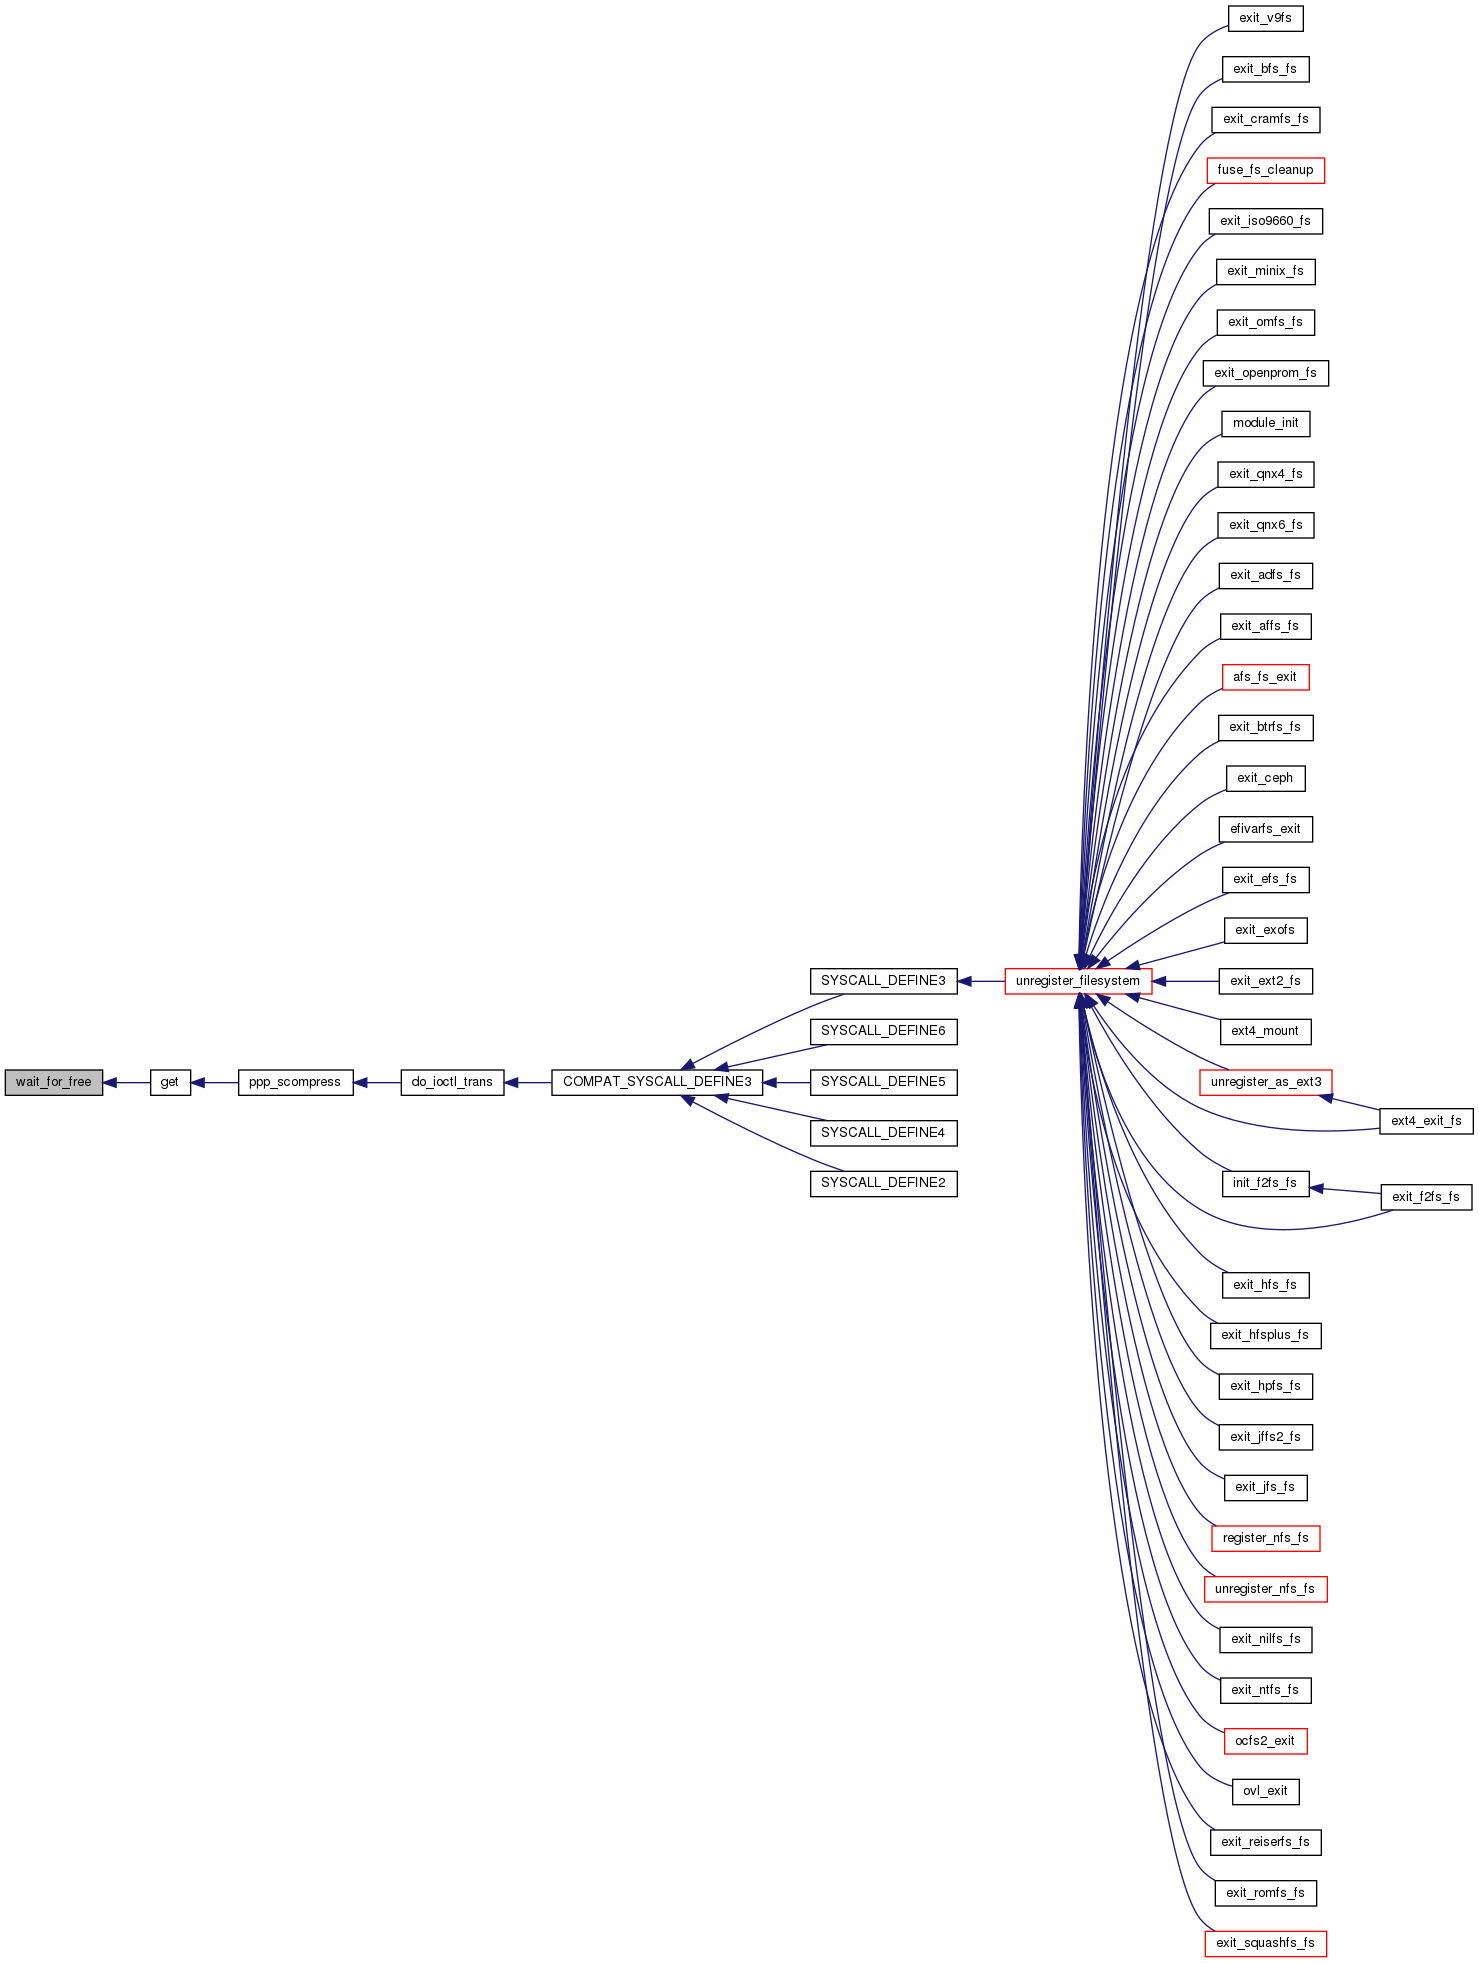 wait_for_free
get
ppp_scompress
do_ioctl_trans
COMPAT_SYSCALL_DEFINE3
SYSCALL_DEFINE3
SYSCALL_DEFINE6
SYSCALL_DEFINE5
SYSCALL_DEFINE4
SYSCALL_DEFINE2
unregister_filesystem
exit_v9fs
exit_bfs_fs
exit_cramfs_fs
fuse_fs_cleanup
exit_iso9660_fs
exit_minix_fs
exit_omfs_fs
exit_openprom_fs
module_init
exit_qnx4_fs
exit_qnx6_fs
exit_adfs_fs
exit_affs_fs
afs_fs_exit
exit_btrfs_fs
exit_ceph
efivarfs_exit
exit_efs_fs
exit_exofs
exit_ext2_fs
ext4_mount
unregister_as_ext3
ext4_exit_fs
init_f2fs_fs
exit_f2fs_fs
exit_hfs_fs
exit_hfsplus_fs
exit_hpfs_fs
exit_jffs2_fs
exit_jfs_fs
register_nfs_fs
unregister_nfs_fs
exit_nilfs_fs
exit_ntfs_fs
ocfs2_exit
ovl_exit
exit_reiserfs_fs
exit_romfs_fs
exit_squashfs_fs